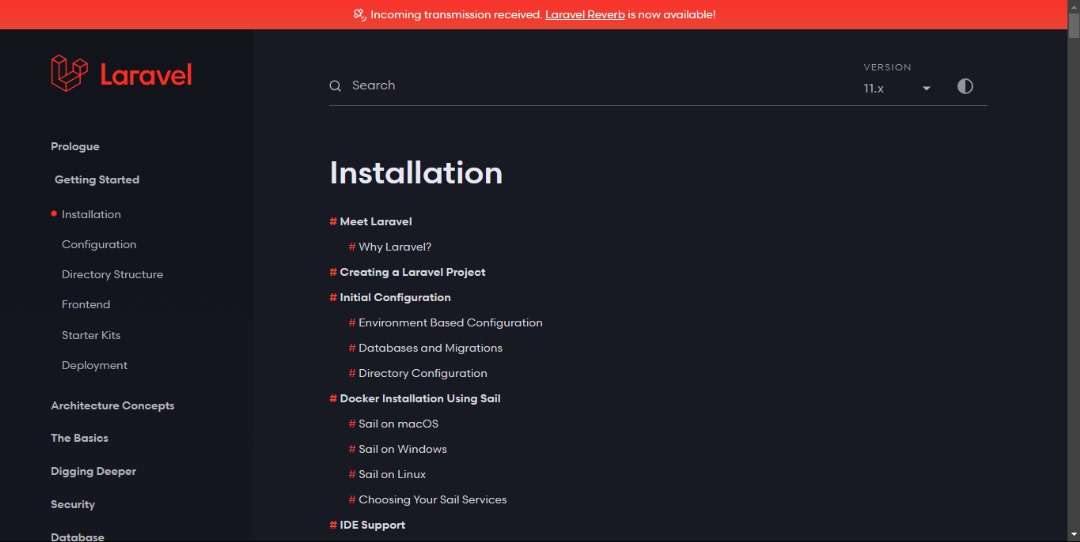 Incoming transmission received. Laravel Reverb is now available!
Laravel
Search
VERSION
11.x
Prologue
Getting Started
Installation
Configuration
Directory Structure
Frontend
Starter Kits
Deployment
Architecture Concepts
The Basics
Digging Deeper
Security
Database
Installation
# Meet Laravel
# Why Laravel?
# Creating a Laravel Project
# Initial Configuration
# Environment Based Configuration
# Databases and Migrations
# Directory Configuration
# Docker Installation Using Sail
# Sail on macOS
# Sail on Windows
# Sail on Linux
# Choosing Your Sail Services
# IDE Support